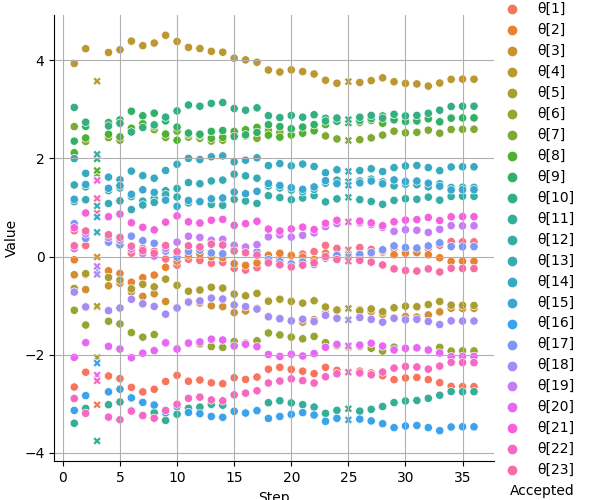 Value
4
2
0
−2
−4
0
5
10
15
20
25
30
35
Step
θ[1]
θ[2]
θ[3]
θ[4]
θ[5]
θ[6]
θ[7]
θ[8]
θ[9]
θ[10]
θ[11]
θ[12]
θ[13]
θ[14]
θ[15]
θ[16]
θ[17]
θ[18]
θ[19]
θ[20]
θ[21]
θ[22]
θ[23]
Accepted